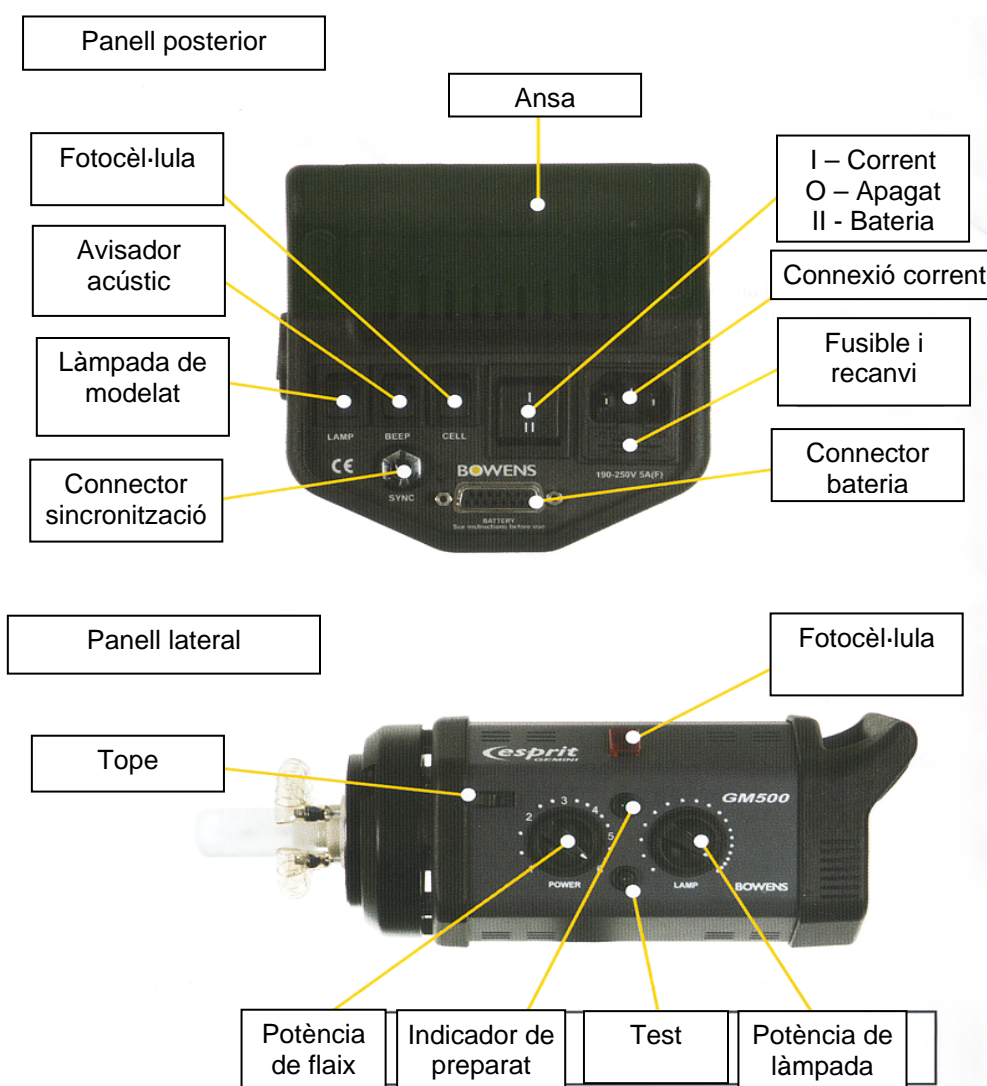 Panell posterior
Ansa
Fotocèl·lula
I – Corrent
O – Apagat
II - Bateria
Avisador
acústic
Connexió corrent
Làmpada de
modelat
Fusible i
recanvi
Connector
sincronització
Connector
bateria
I
II
LAMP
BEEP
CELL
CE
BOWENS
190-250V 5A(F)
SYNC
BATTERY
See instructions before use
Panell lateral
Fotocèl·lula
Tope
esprit
GEMINI
GM500
1 2 3 4 5 6
POWER
LAMP
BOWENS
Potència
de flaix
Indicador de
preparat
Test
Potència de
làmpada